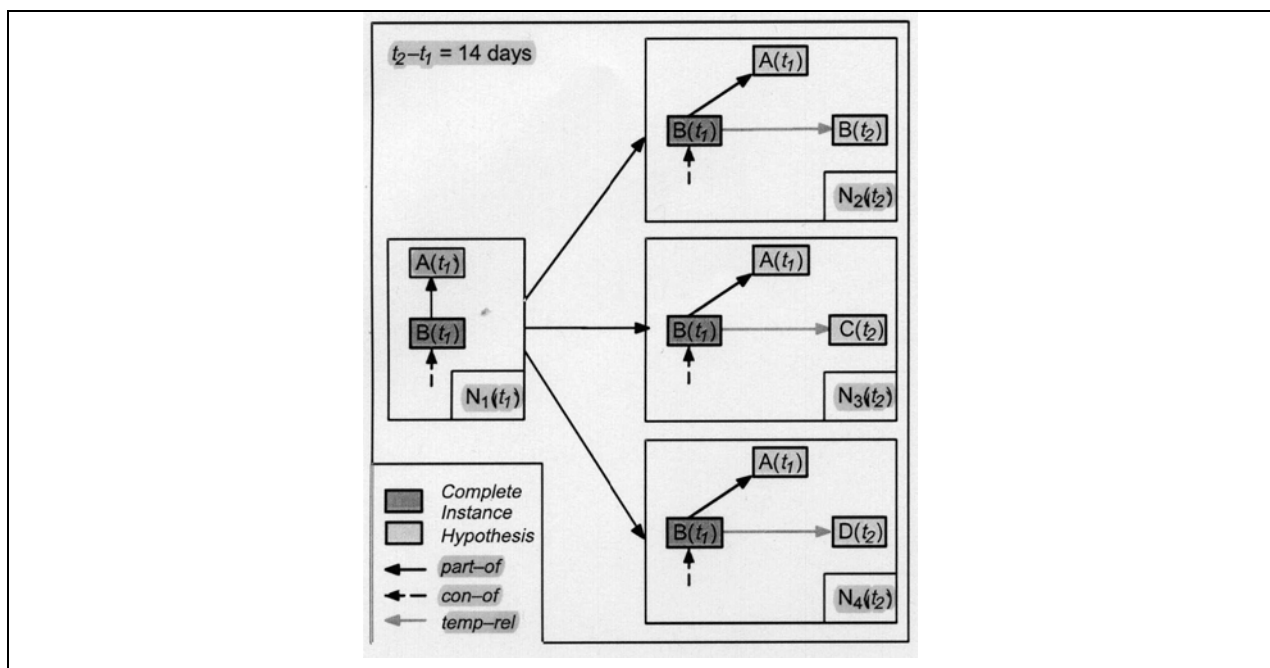 t2–t1 = 14 days
A(t1)
B(t1)
B(t2)
N2(t2)
A(t1)
B(t1)
N1(t1)
A(t1)
B(t1)
C(t2)
N3(t2)
A(t1)
B(t1)
D(t2)
N4(t2)
Complete
Instance
Hypothesis
part–of
con–of
temp–rel